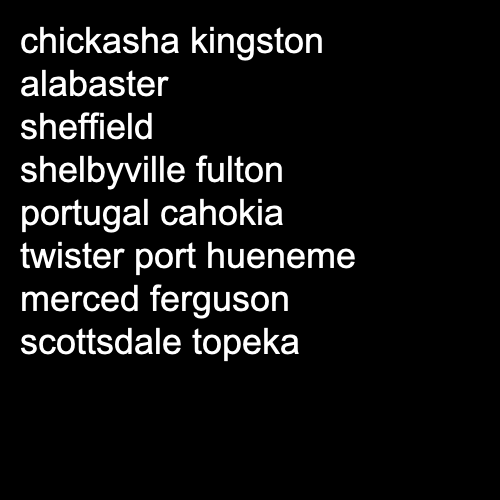 chickasha kingston
alabaster
sheffield
shelbyville fulton
portugal cahokia
twister port hueneme
merced ferguson
scottsdale topeka